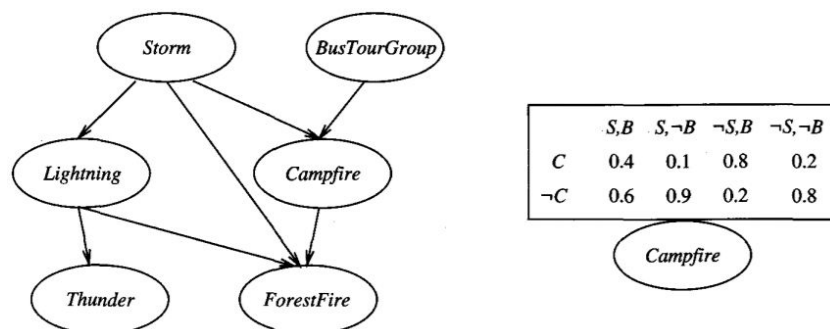 Storm BusTourGroup
Lightning Campfire
Thunder ForestFire
S,B S,¬B ¬S,B ¬S,¬B
C 0.4 0.1 0.8 0.2
¬C 0.6 0.9 0.2 0.8
Campfire